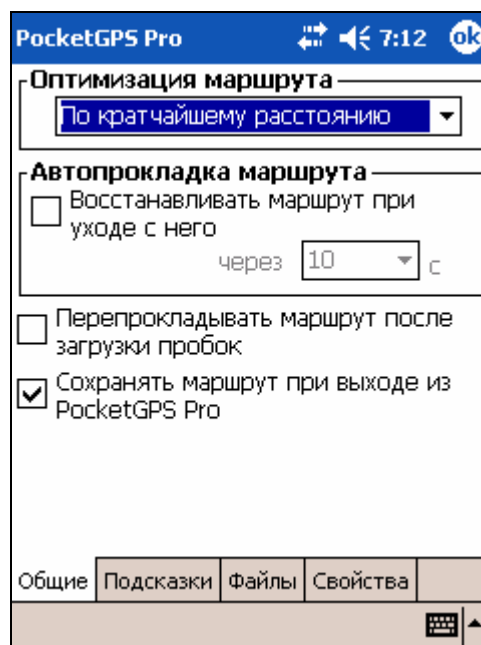 PocketGPS Pro 7:12 ok
Оптимизация маршрута
По кратчайшему расстоянию
Автопрокладка маршрута
Восстанавливать маршрут при
уходе с него
через 10 с
Перепрокладывать маршрут после
загрузки пробок
Сохранять маршрут при выходе из
PocketGPS Pro
Общие Подсказки Файлы Свойства